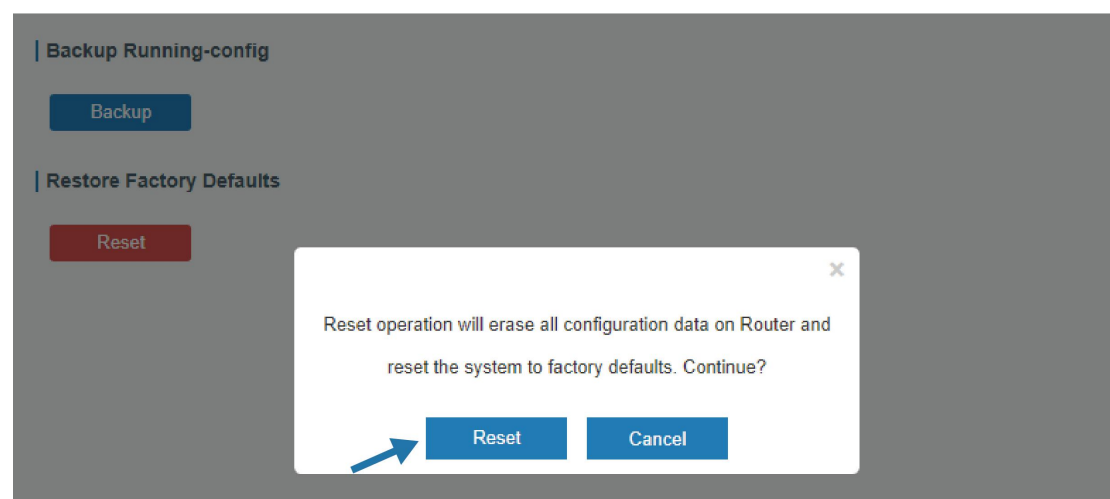 Backup Running-config
Backup
Restore Factory Defaults
Reset
×
Reset operation will erase all configuration data on Router and
reset the system to factory defaults. Continue?
Reset Cancel